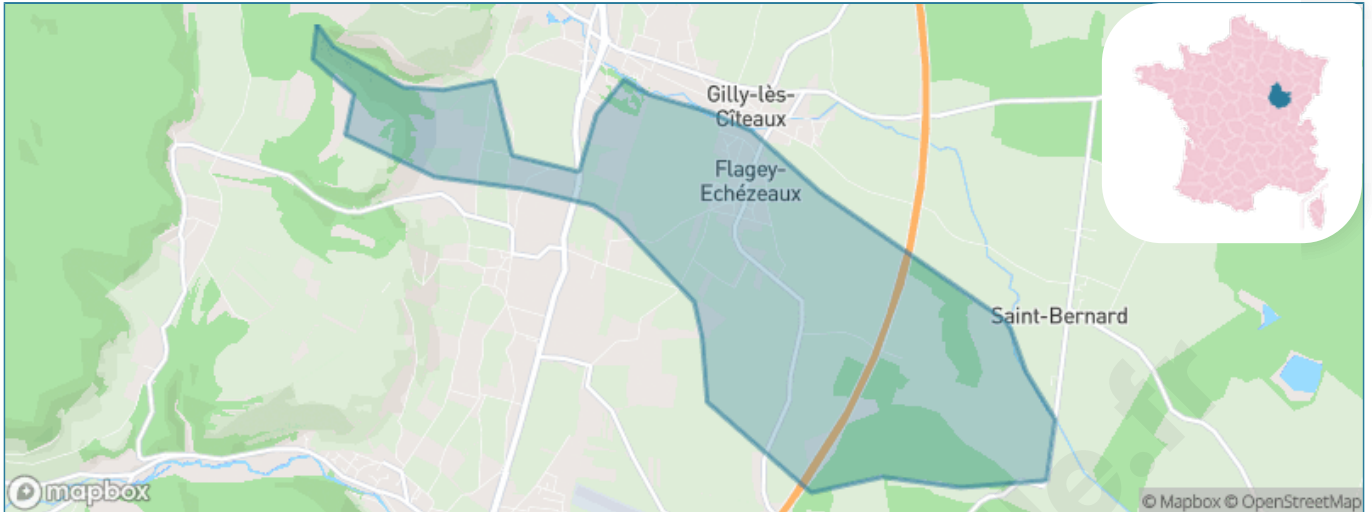 Gilly-lès-
Cîteaux
Flagey-
Echézeaux
Saint-Bernard
mapbox
© Mapbox © OpenStreetMap